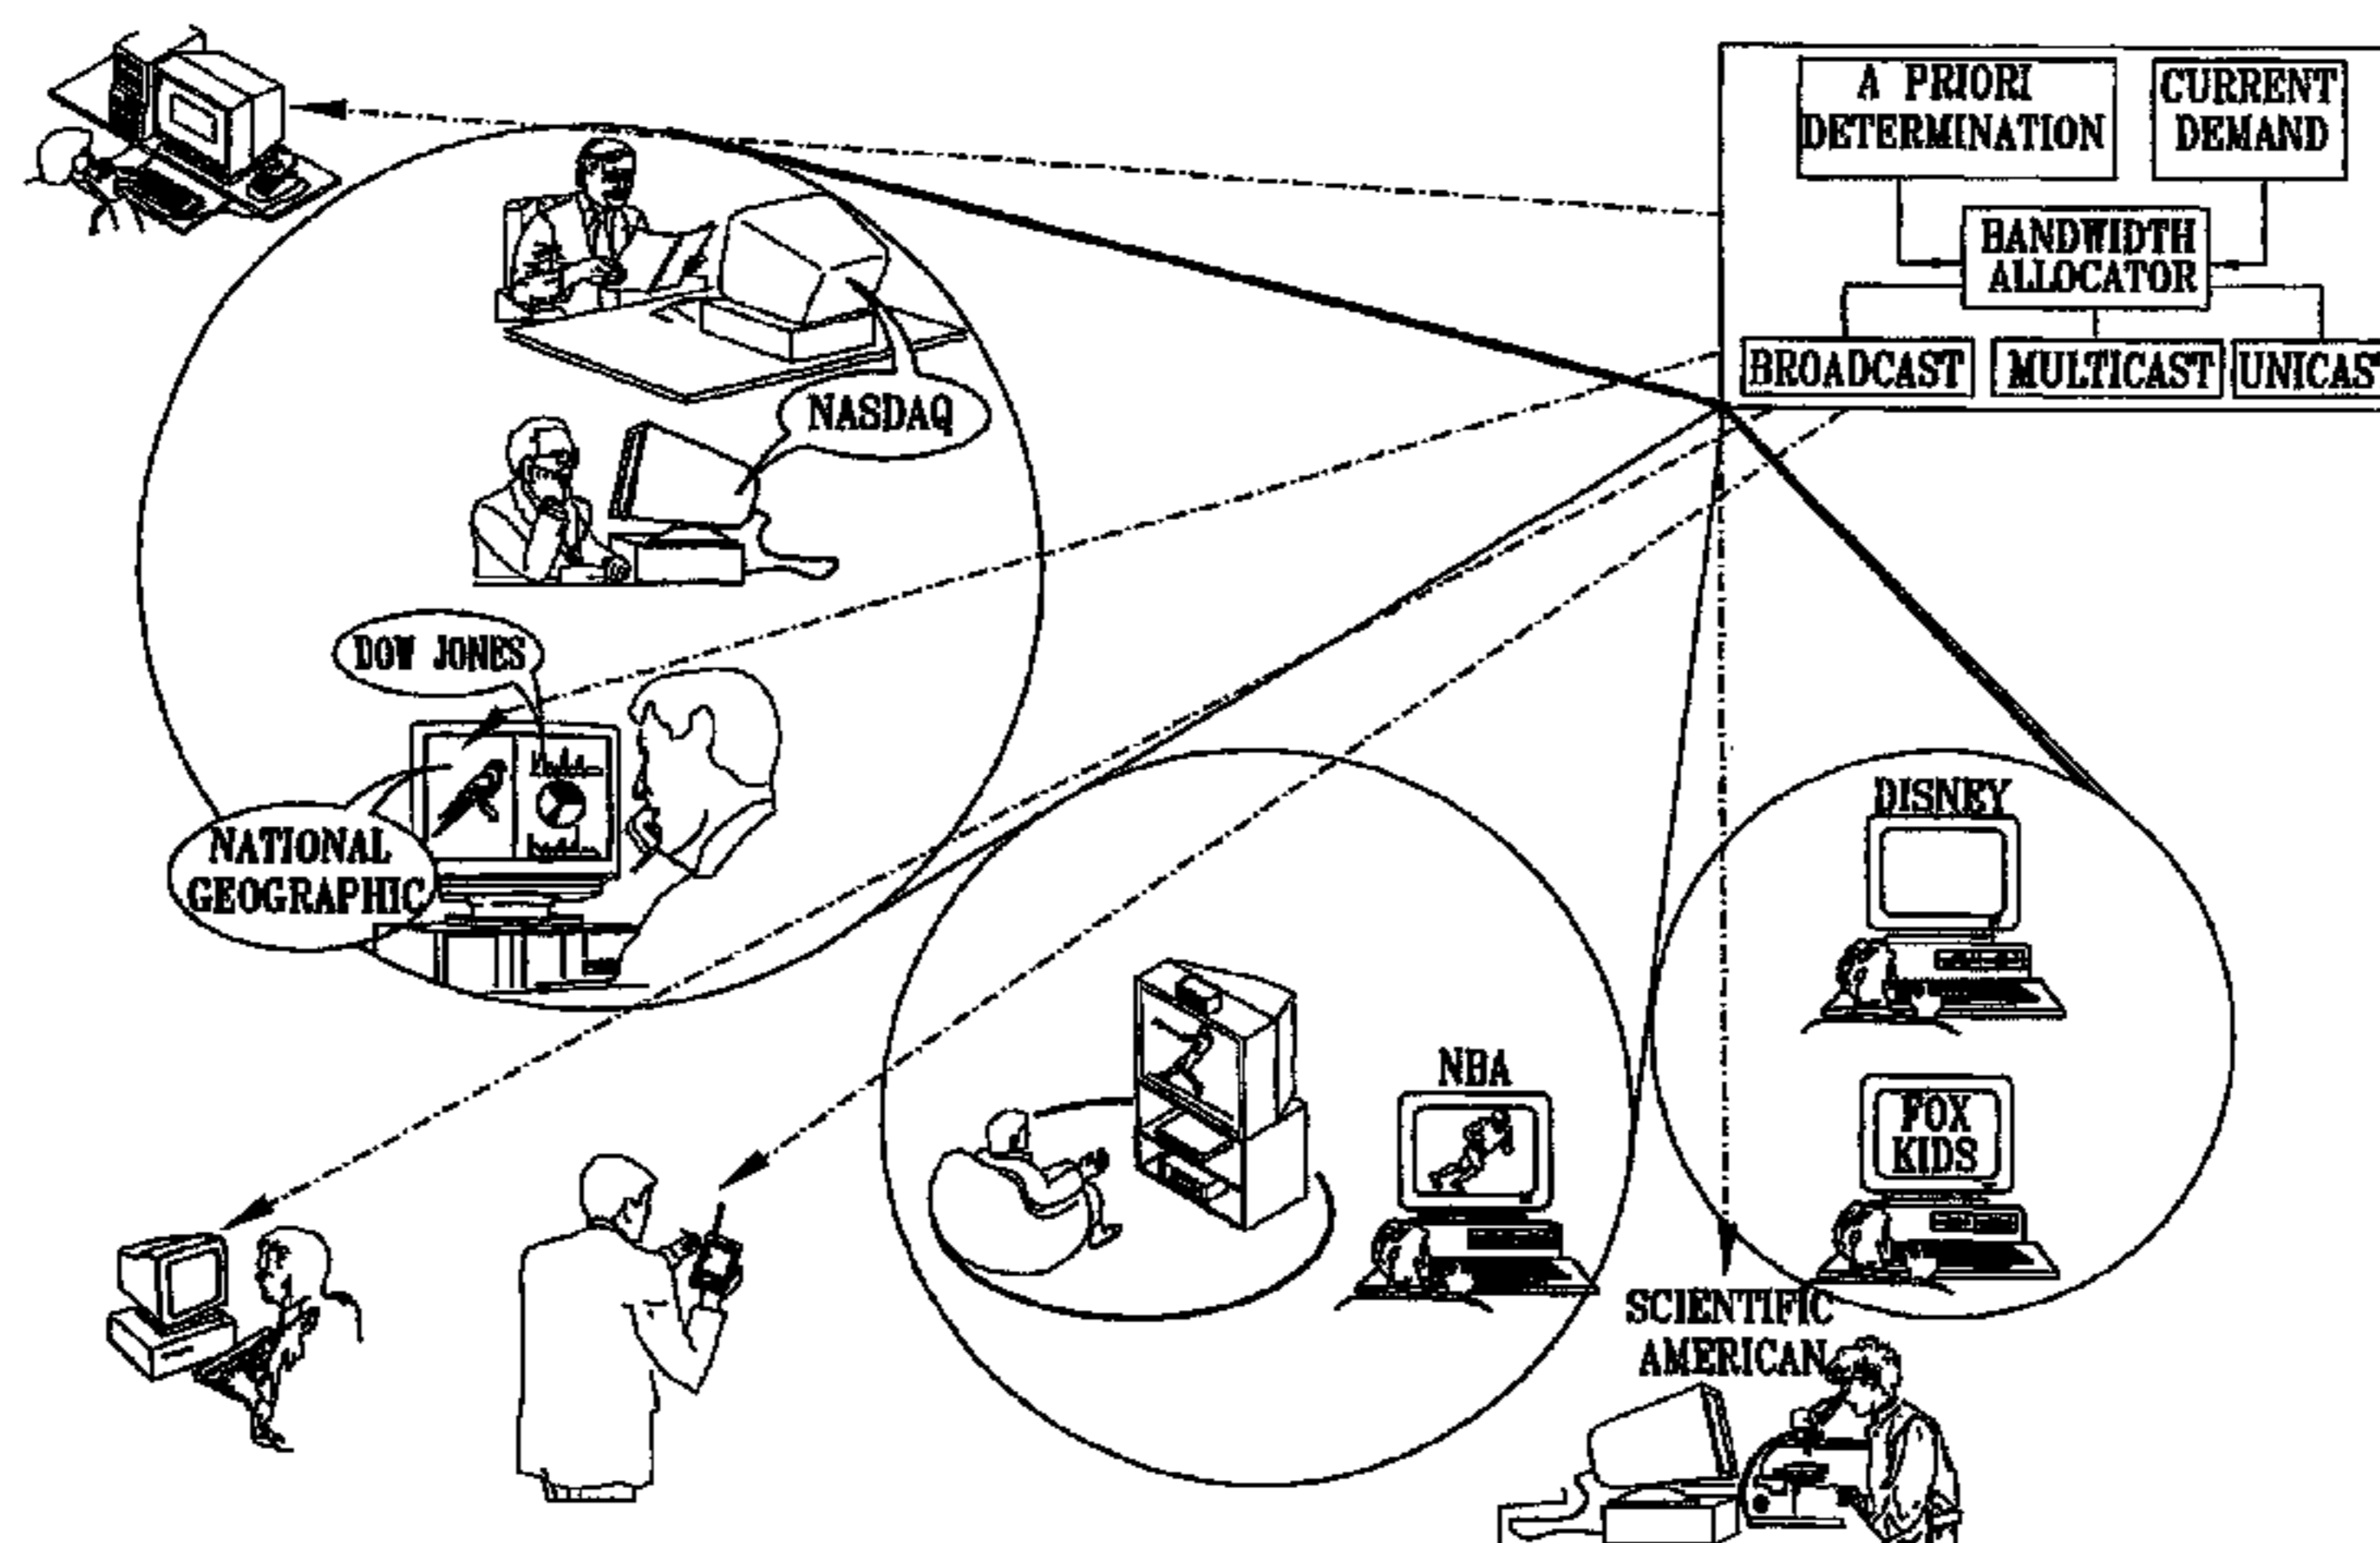 A PRIORI
DETERMINATION
CURRENT
DEMAND
BANDWIDTH
ALLOCATOR
BROADCAST
MULTICAST
UNICAST
NASDAQ
DOW JONES
NATIONAL
GEOGRAPHIC
DISNEY
NBA
FOX
KIDS
SCIENTIFIC
AMERICAN